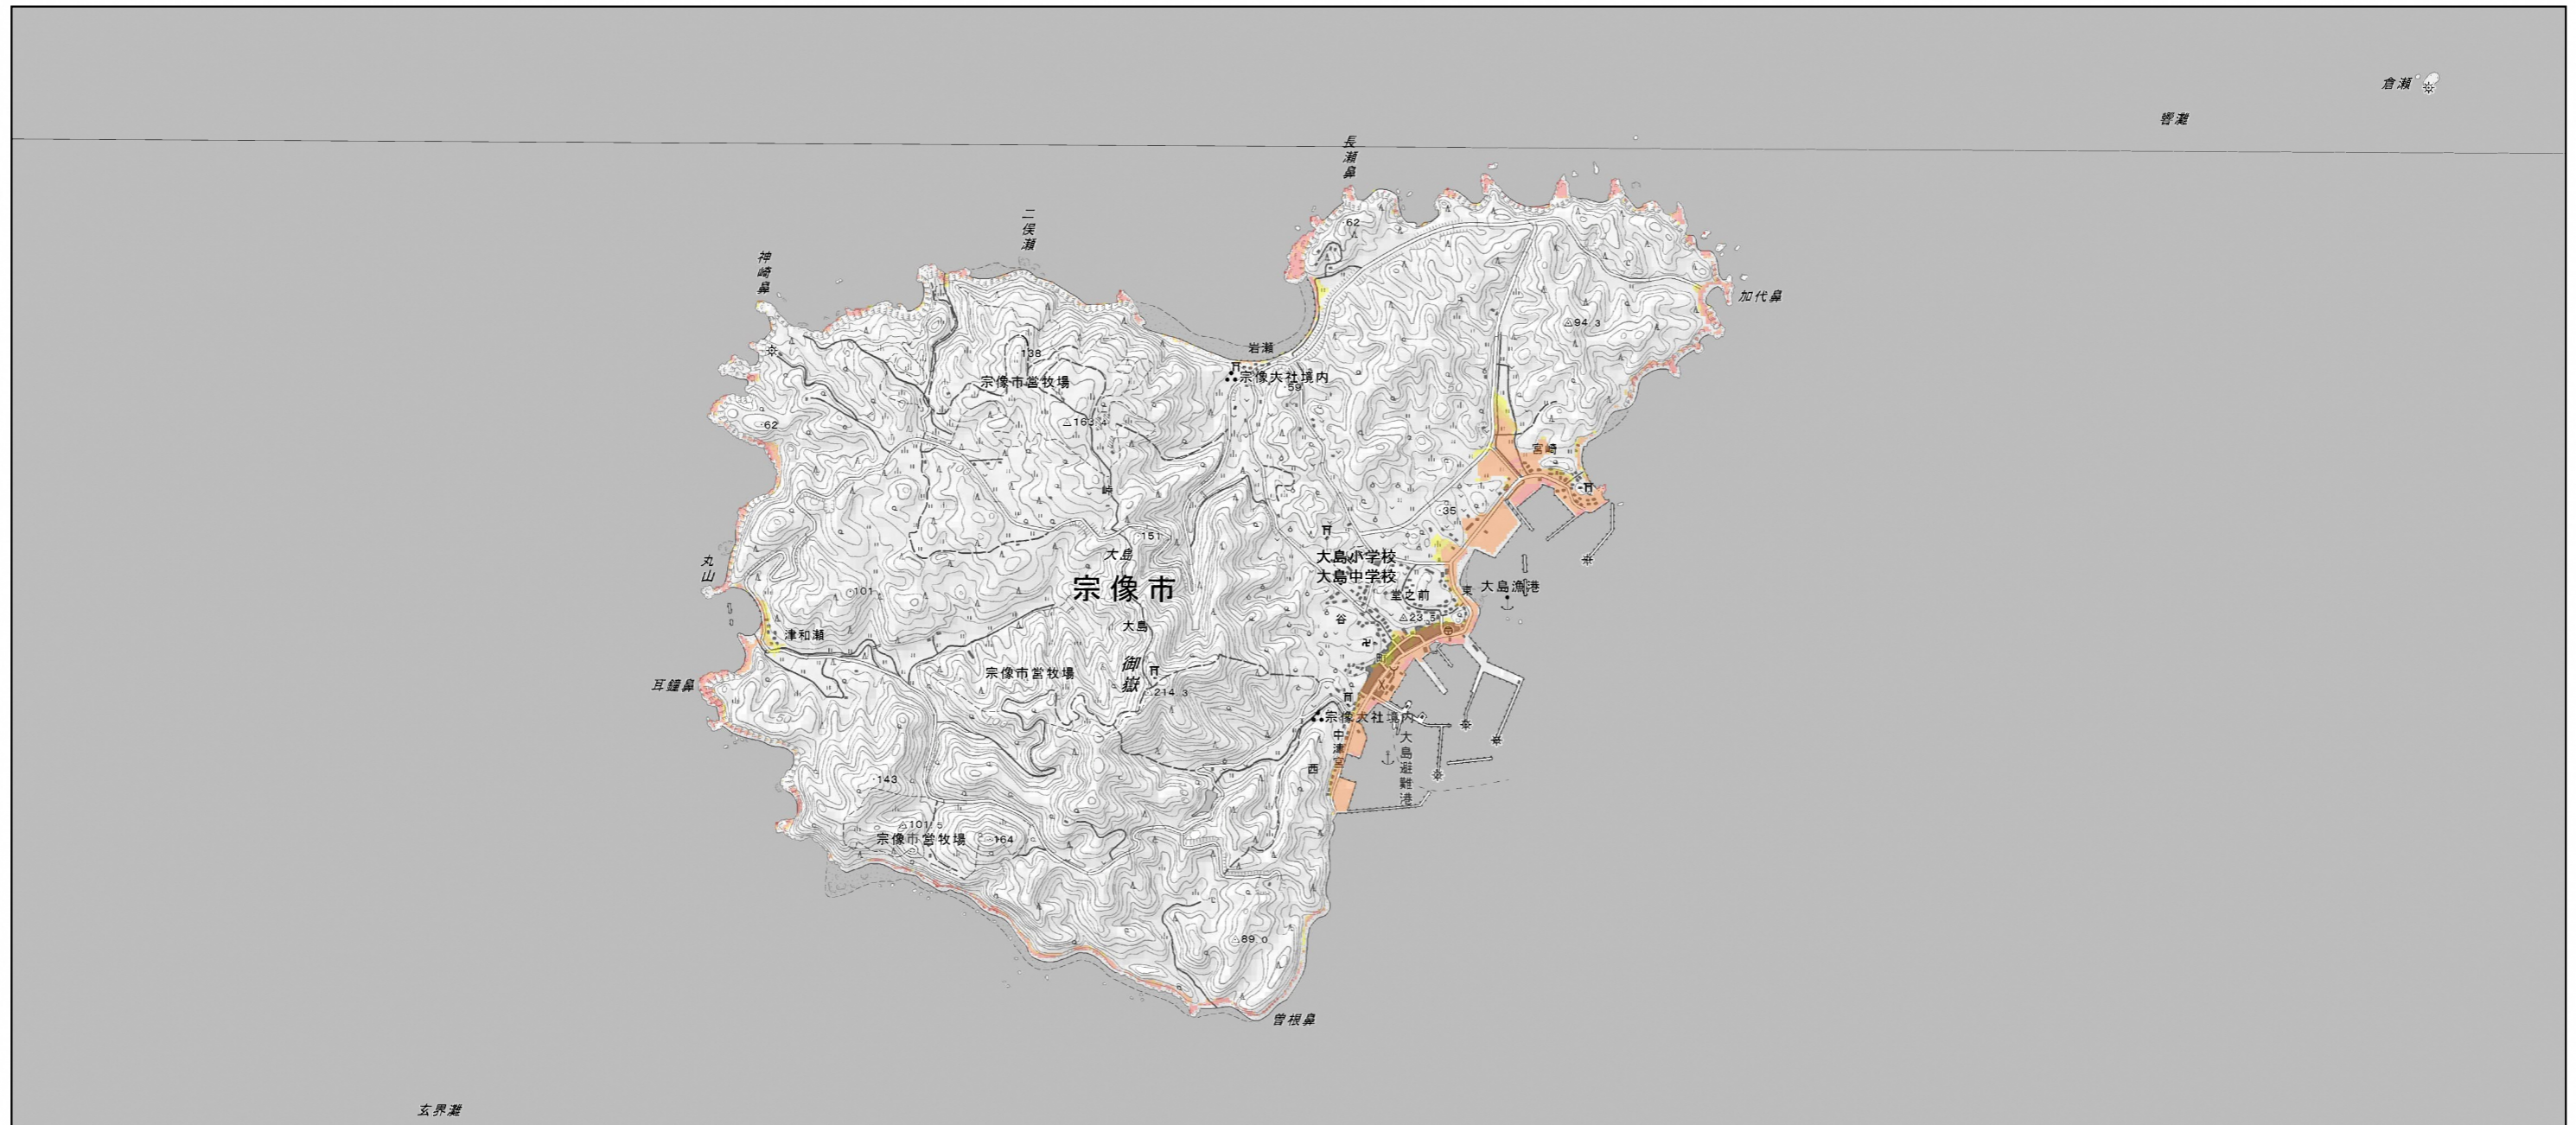 倉瀬
響灘
長瀬鼻
二俣瀬
62
神崎鼻
加代鼻
94.3
岩瀬
138
宗像大社境内
宗像市営牧場
59
163.4
62
宮崎
峠
35
151
大島
大島小学校
大島中学校
丸山
宗像市
大島漁港
東
101
堂之前
谷
23.5
大島
津和瀬
町
御嶽
宗像市営牧場
耳鐘鼻
214.3
宗像大社境内
中津宮
大島避難港
西
143
101.5
宗像市営牧場
164
89.0
曽根鼻
玄界灘